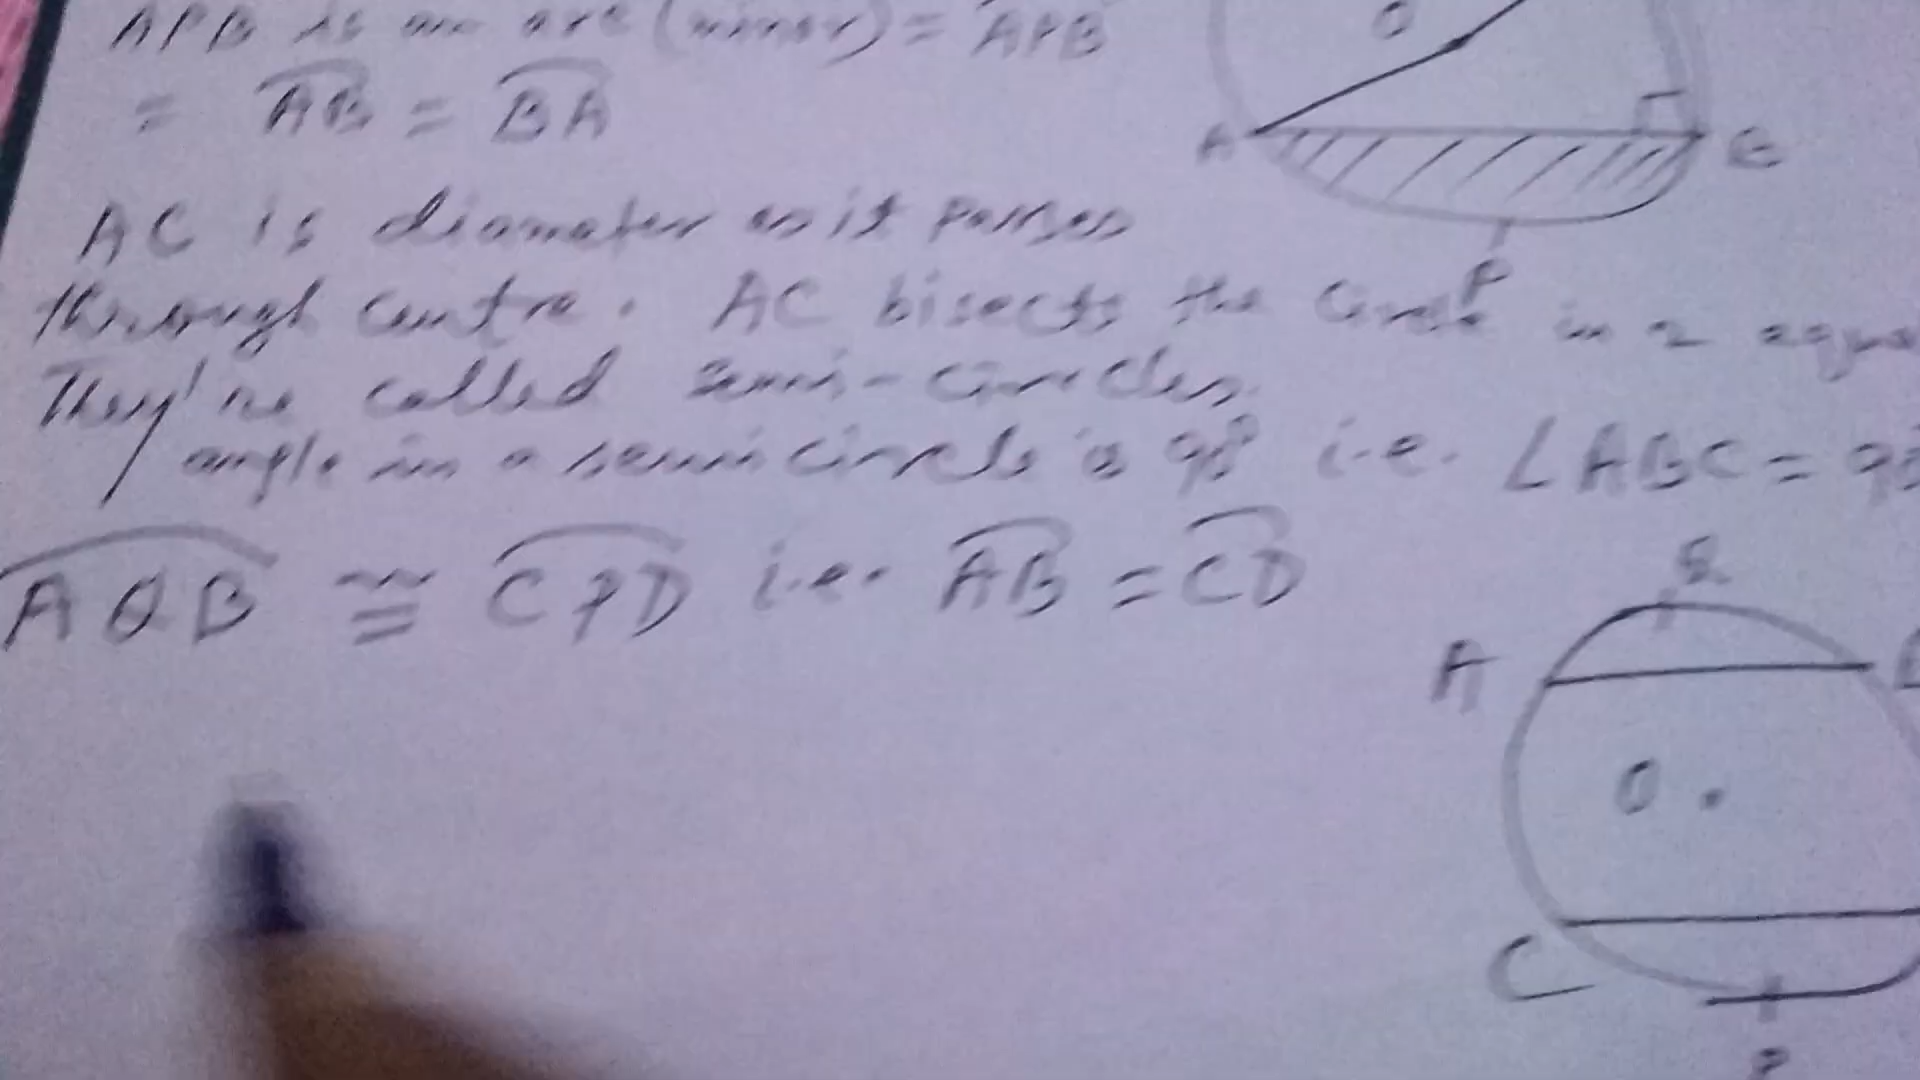 APB is an arc (minor) = APB
= AB = BA
O
A B
P
AC is diameter as it passes
through centre. AC bisects the circle in 2 equal
They're called semi-circles.
angle in a semicircle is 90° i.e. ∠ABC = 90
AQB ≅ CPD i.e. AB = CD
Q
A B
O
C
P